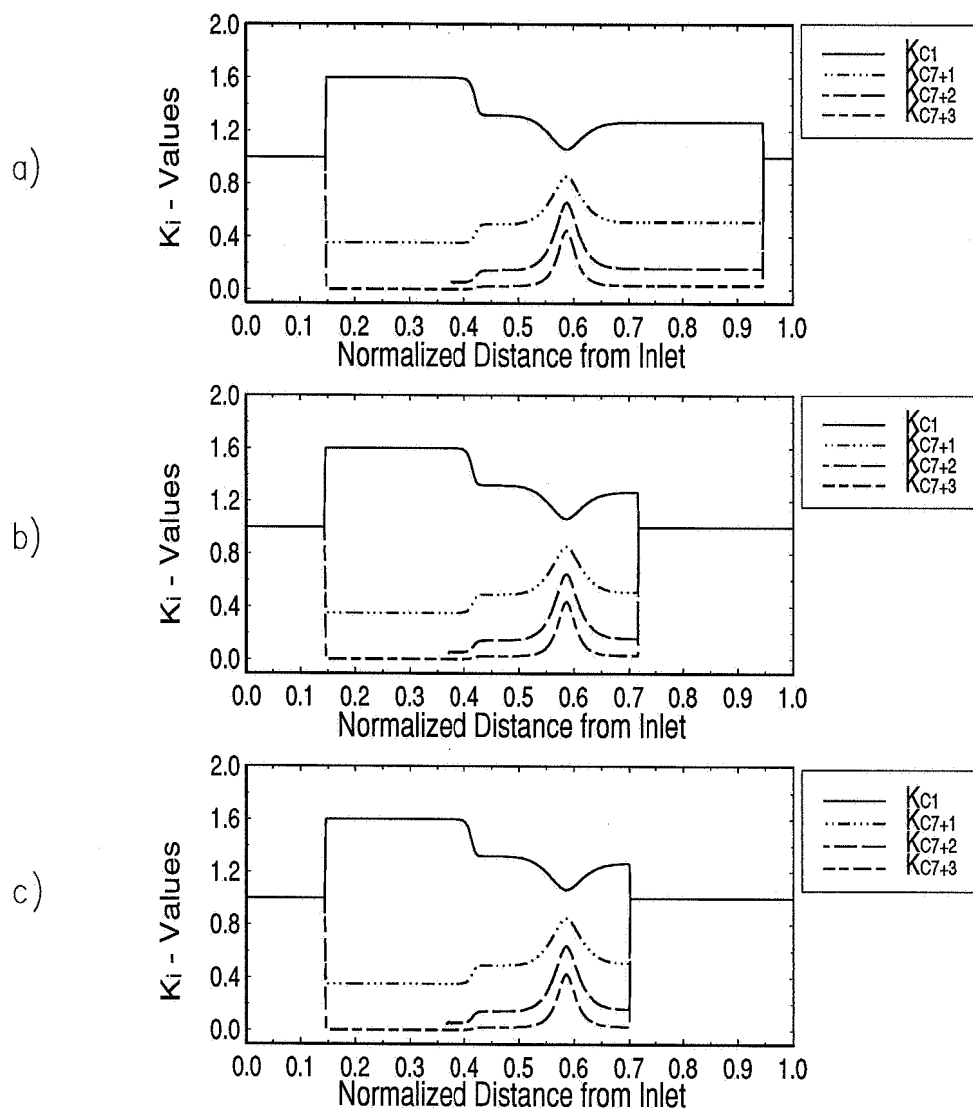 a)
Ki - Values
2.0
1.6
1.2
0.8
0.4
0.0
0.0 0.1 0.2 0.3 0.4 0.5 0.6 0.7 0.8 0.9 1.0
Normalized Distance from Inlet
KC1
KC7+1
KC7+2
KC7+3
b)
Ki - Values
2.0
1.6
1.2
0.8
0.4
0.0
0.0 0.1 0.2 0.3 0.4 0.5 0.6 0.7 0.8 0.9 1.0
Normalized Distance from Inlet
KC1
KC7+1
KC7+2
KC7+3
c)
Ki - Values
2.0
1.6
1.2
0.8
0.4
0.0
0.0 0.1 0.2 0.3 0.4 0.5 0.6 0.7 0.8 0.9 1.0
Normalized Distance from Inlet
KC1
KC7+1
KC7+2
KC7+3